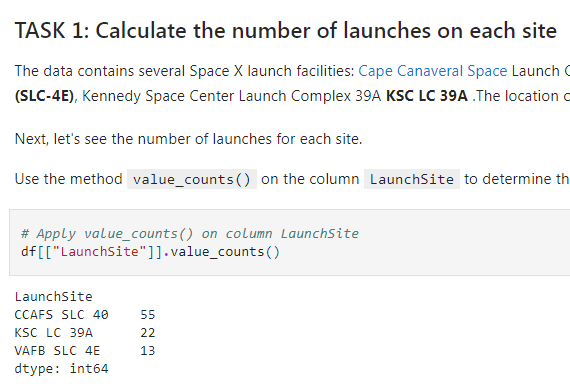 TASK 1: Calculate the number of launches on each site
The data contains several Space X launch facilities: Cape Canaveral Space Launch
(SLC-4E), Kennedy Space Center Launch Complex 39A KSC LC 39A .The location
Next, let's see the number of launches for each site.
Use the method value_counts() on the column LaunchSite to determine
# Apply value_counts() on column LaunchSite
df[["LaunchSite"]].value_counts()
LaunchSite
CCAFS SLC 40    55
KSC LC 39A      22
VAFB SLC 4E     13
dtype: int64